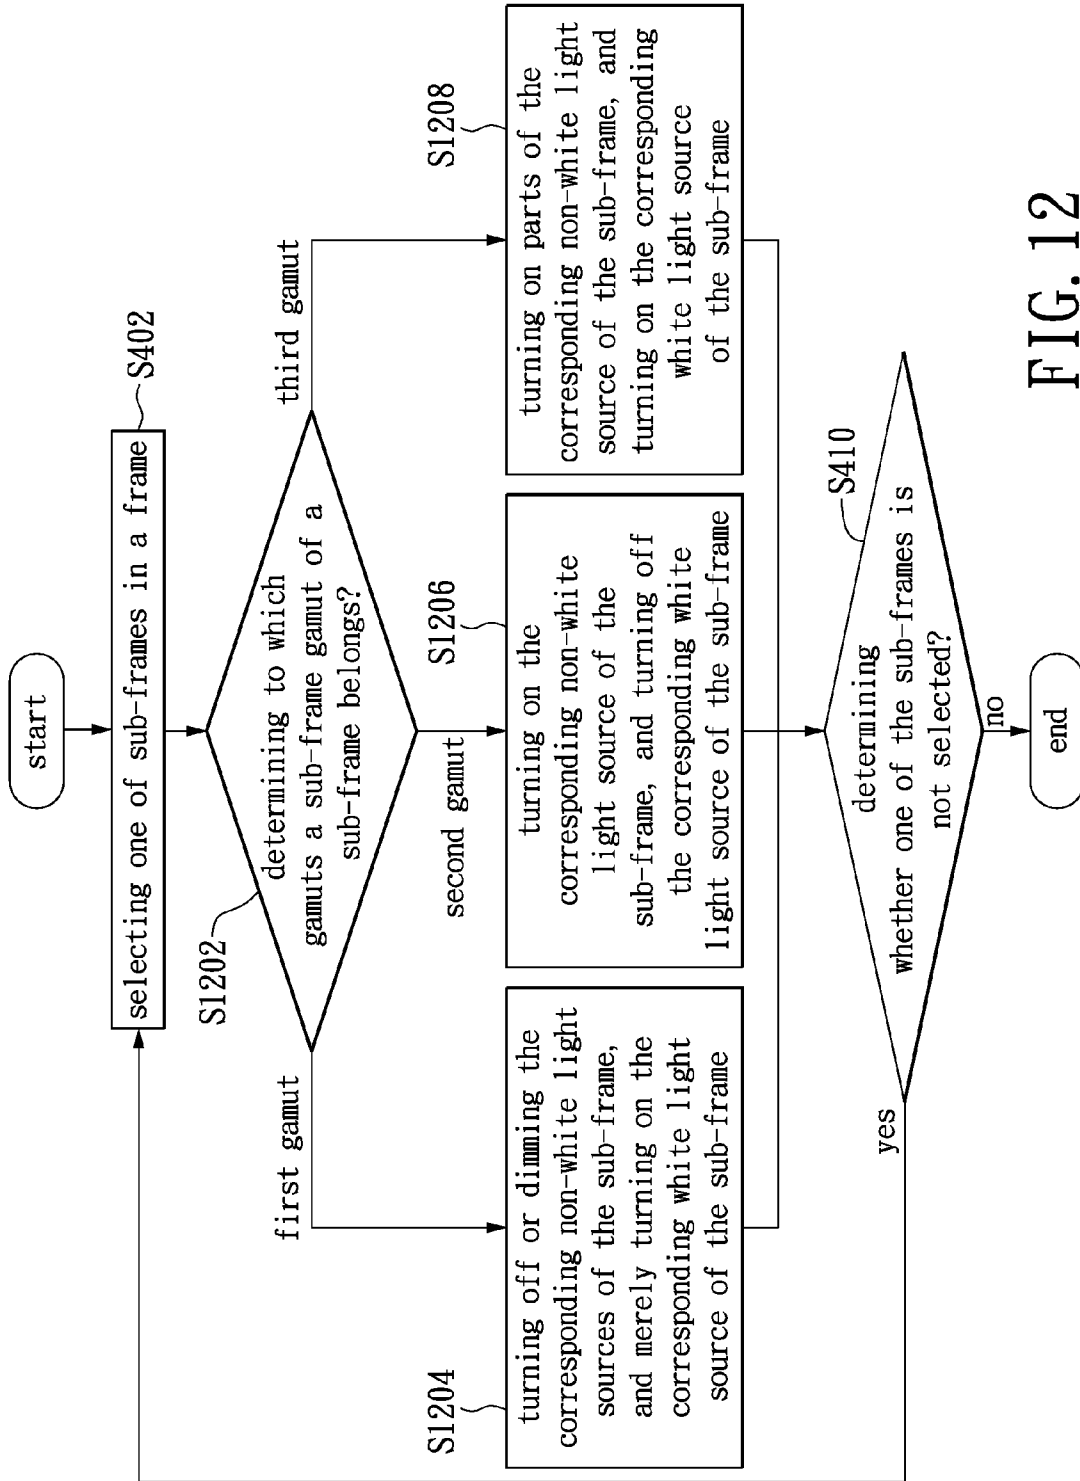 start
selecting one of sub-frames in a frame
S402
determining to which
gamuts a sub-frame gamut of a
sub-frame belongs?
S1202
first gamut
second gamut
third gamut
S1204
turning off or dimming the
corresponding non-white light
sources of the sub-frame,
and merely turning on the
corresponding white light
source of the sub-frame
S1206
turning on the
corresponding non-white
light source of the
sub-frame, and turning off
the corresponding white
light source of the sub-frame
S1208
turning on parts of the
corresponding non-white light
source of the sub-frame, and
turning on the corresponding
white light source
of the sub-frame
S410
determining
whether one of the sub-frames is
not selected?
yes
no
end
FIG. 12